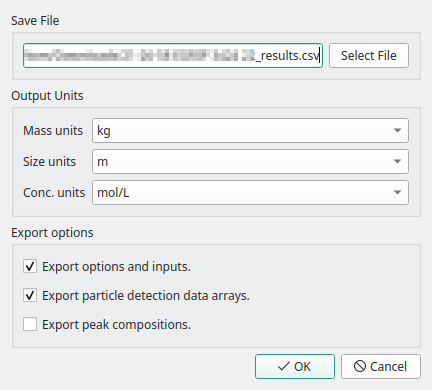 Save File
_results.csv
Select File
Output Units
Mass units
kg
Size units
m
Conc. units
mol/L
Export options
Export options and inputs.
Export particle detection data arrays.
Export peak compositions.
OK
Cancel